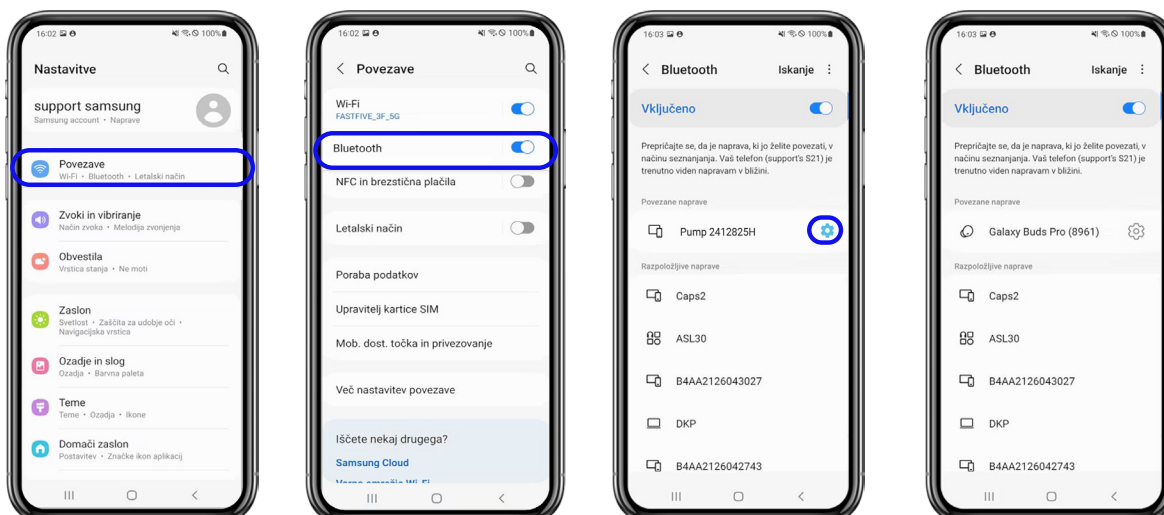 16:02 100%
Nastavitve
support samsung
Samsung account • Naprave
Povezave
Wi-Fi • Bluetooth • Letalski način
Zvoki in vibriranje
Način zvoka • Melodija zvonjenja
Obvestila
Vrstica stanja • Ne moti
Zaslon
Svetlost • Zaščita za udobje oči •
Navigacijska vrstica
Ozadje in slog
Ozadja • Barvna paleta
Teme
Teme • Ozadja • Ikone
Domači zaslon
Postavitev • Značke ikon aplikacij
16:02 100%
Povezave
Wi-Fi
FASTFIVE_3F_5G
Bluetooth
NFC in brezstična plačila
Letalski način
Poraba podatkov
Upravitelj kartice SIM
Mob. dost. točka in privezovanje
Več nastavitev povezave
Iščete nekaj drugega?
Samsung Cloud
Varno omrežje Wi-Fi
16:03 100%
Bluetooth Iskanje
Vključeno
Prepričajte se, da je naprava, ki jo želite povezati, v
načinu seznanjanja. Vaš telefon (support's S21) je
trenutno viden napravam v bližini.
Povezane naprave
Pump 2412825H
Razpoložljive naprave
Caps2
ASL30
B4AA2126043027
DKP
B4AA2126042743
16:03 100%
Bluetooth Iskanje
Vključeno
Prepričajte se, da je naprava, ki jo želite povezati, v
načinu seznanjanja. Vaš telefon (support's S21) je
trenutno viden napravam v bližini.
Povezane naprave
Galaxy Buds Pro (8961)
Razpoložljive naprave
Caps2
ASL30
B4AA2126043027
DKP
B4AA2126042743